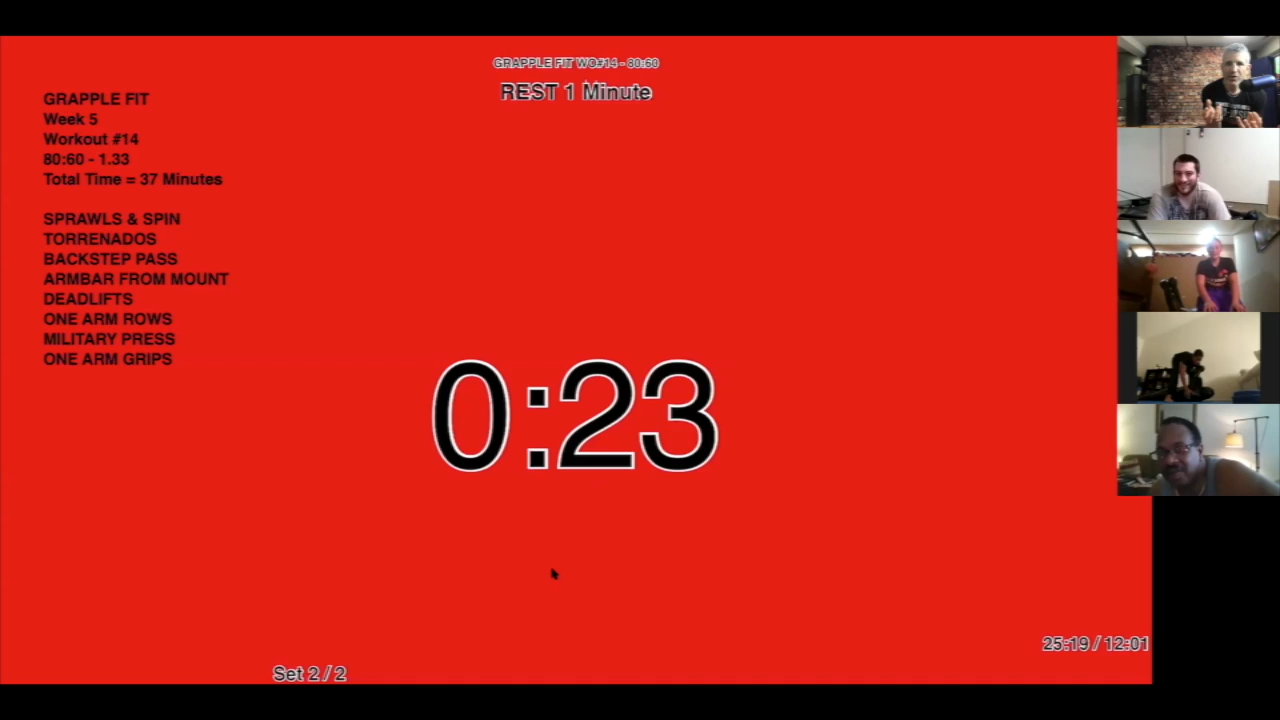 GRAPPLE FIT WO#14 - 80:60
REST 1 Minute
GRAPPLE FIT
Week 5
Workout #14
80:60 - 1.33
Total Time = 37 Minutes
SPRAWLS & SPIN
TORRENADOS
BACKSTEP PASS
ARMBAR FROM MOUNT
DEADLIFTS
ONE ARM ROWS
MILITARY PRESS
ONE ARM GRIPS
0:23
25:19 / 12:01
Set 2 / 2